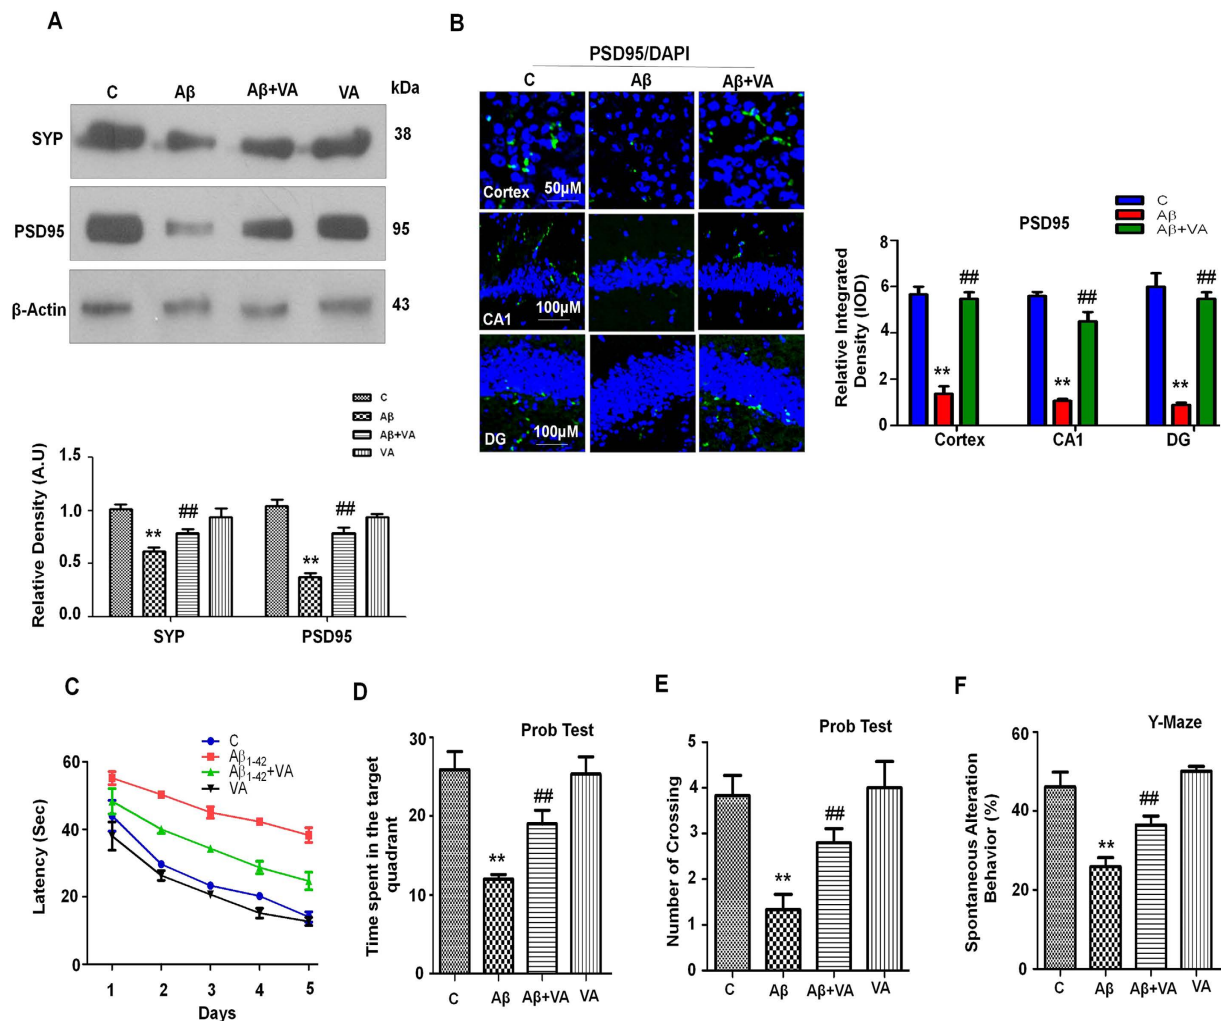 A
C Aβ Aβ+VA VA kDa
SYP 38
PSD95 95
β-Actin 43
C
Aβ
Aβ+VA
VA
Relative Density (A.U)
1.5
1.0
0.5
0.0
SYP PSD95
** ## ** ##
B
PSD95/DAPI
C Aβ Aβ+VA
Cortex 50µM
CA1 100µM
DG 100µM
C
Aβ
Aβ+VA
PSD95
Relative Integrated
Density (IOD)
8
6
4
2
0
** ## ** ## ** ##
Cortex CA1 DG
C
C
Aβ1-42
Aβ1-42+VA
VA
Latency (Sec)
60
40
20
0
1 2 3 4 5
Days
D
Prob Test
Time spent in the target
quadrant
30
20
10
0
** ##
C Aβ Aβ+VA VA
E
Prob Test
Number of Crossing
5
4
3
2
1
0
** ##
C Aβ Aβ+VA VA
F
Y-Maze
Spontaneous Alteration
Behavior (%)
60
40
20
0
** ##
C Aβ Aβ+VA VA